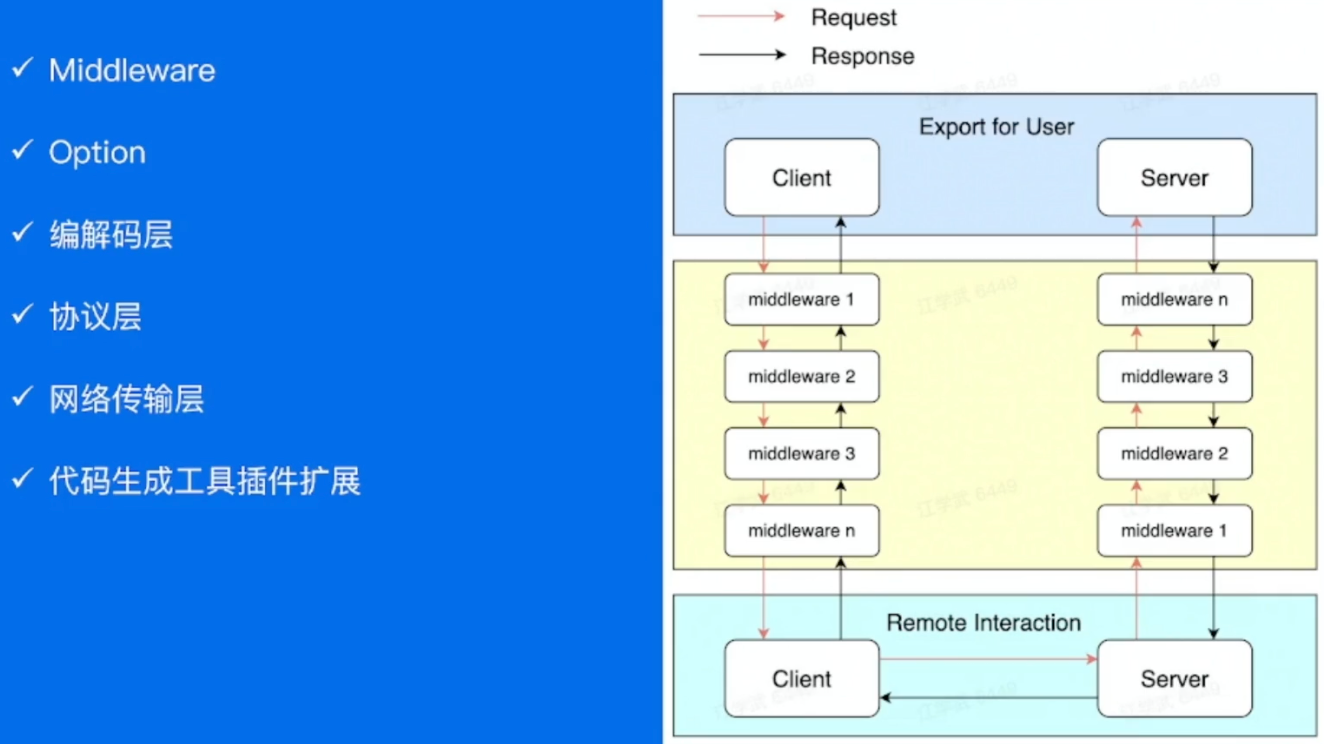 Middleware
Option
编解码层
协议层
网络传输层
代码生成工具插件扩展
Request
Response
Export for User
Client
Server
middleware 1
middleware n
middleware 2
middleware 3
middleware 3
middleware 2
middleware n
middleware 1
Remote Interaction
Client
Server